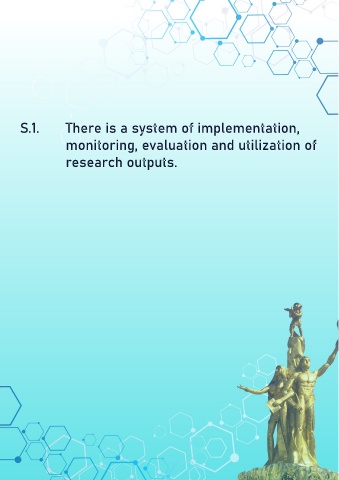 S.1. There is a system of implementation,
monitoring, evaluation and utilization of
research outputs.